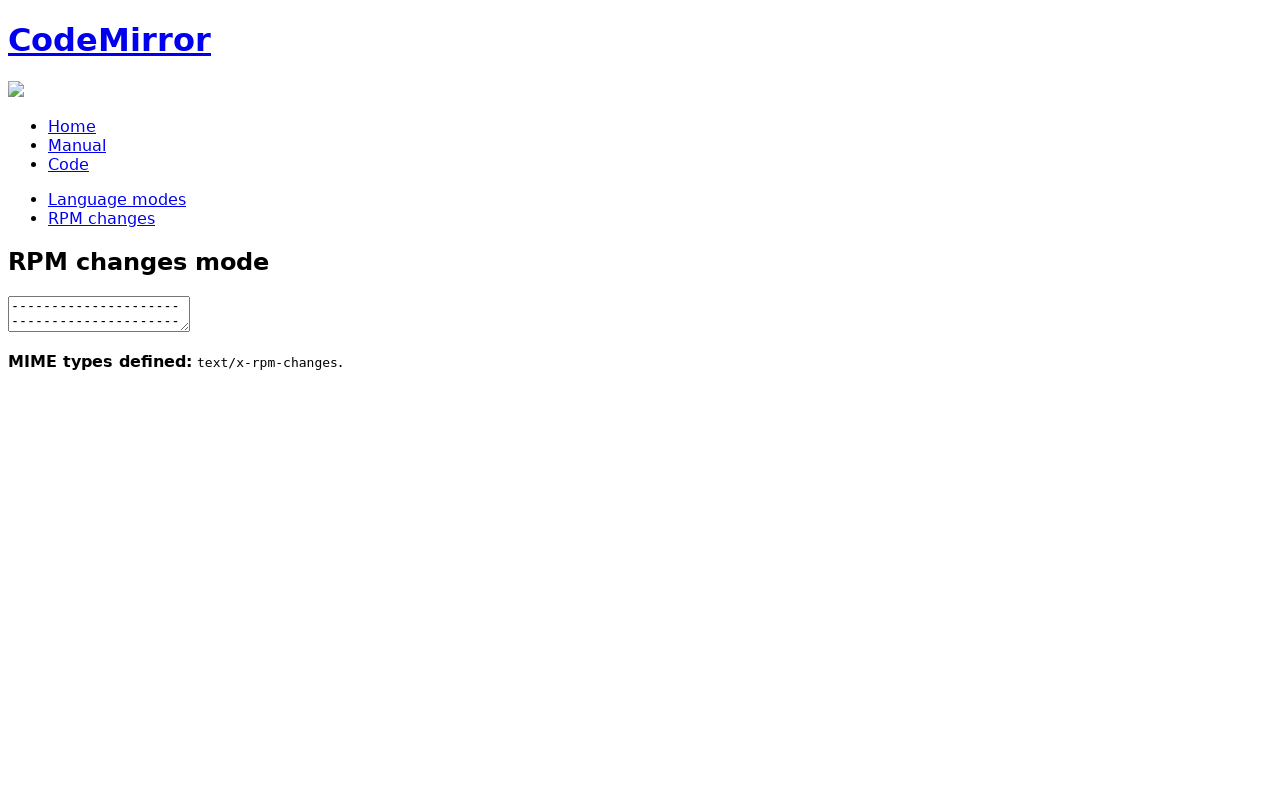 CodeMirror
Home
Manual
Code
Language modes
RPM changes
RPM changes mode
---------------------
---------------------
MIME types defined: text/x-rpm-changes.